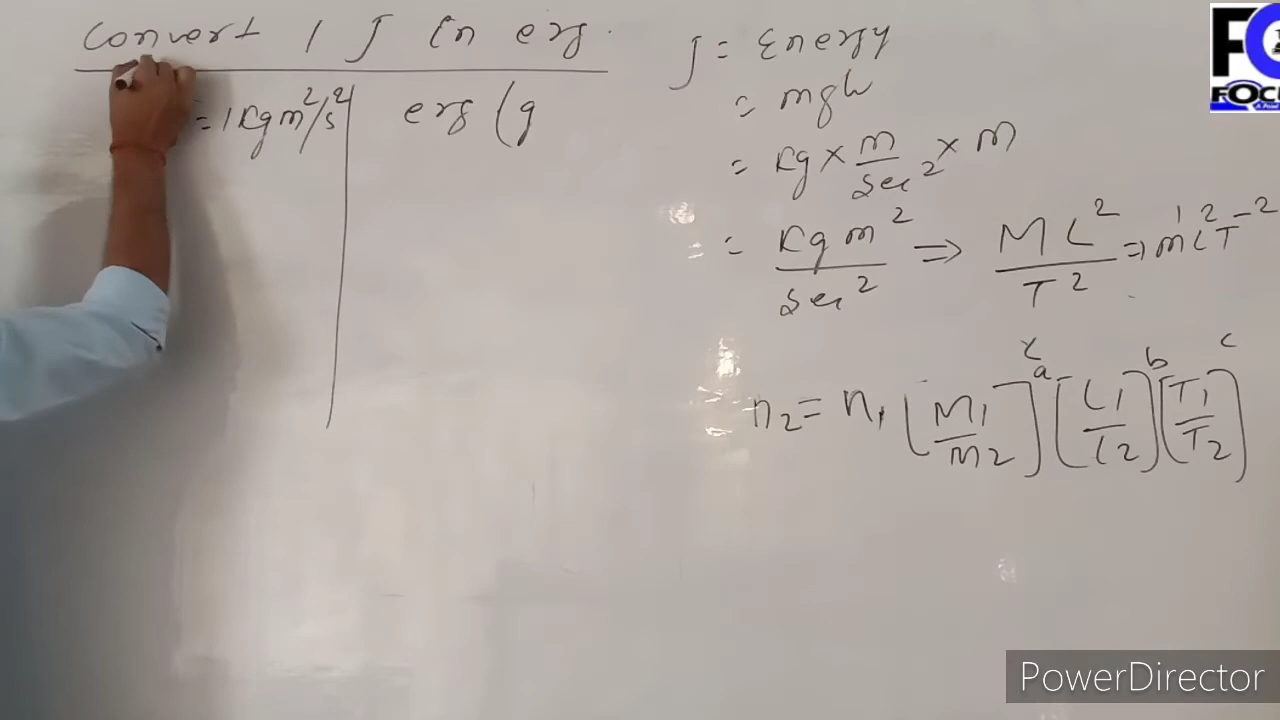 Convert 1 J in erg.
= 1 Kg m²/s²
erg (g
J = Energy
= mgh
= Kg × m/Sec² × m
= Kg m²/Sec² ⇒ ML²/T² ⇒ M¹L²T⁻²
n₂ = n₁ [M₁/M₂]ᵃ [L₁/L₂]ᵇ [T₁/T₂]ᶜ
FOC
PowerDirector